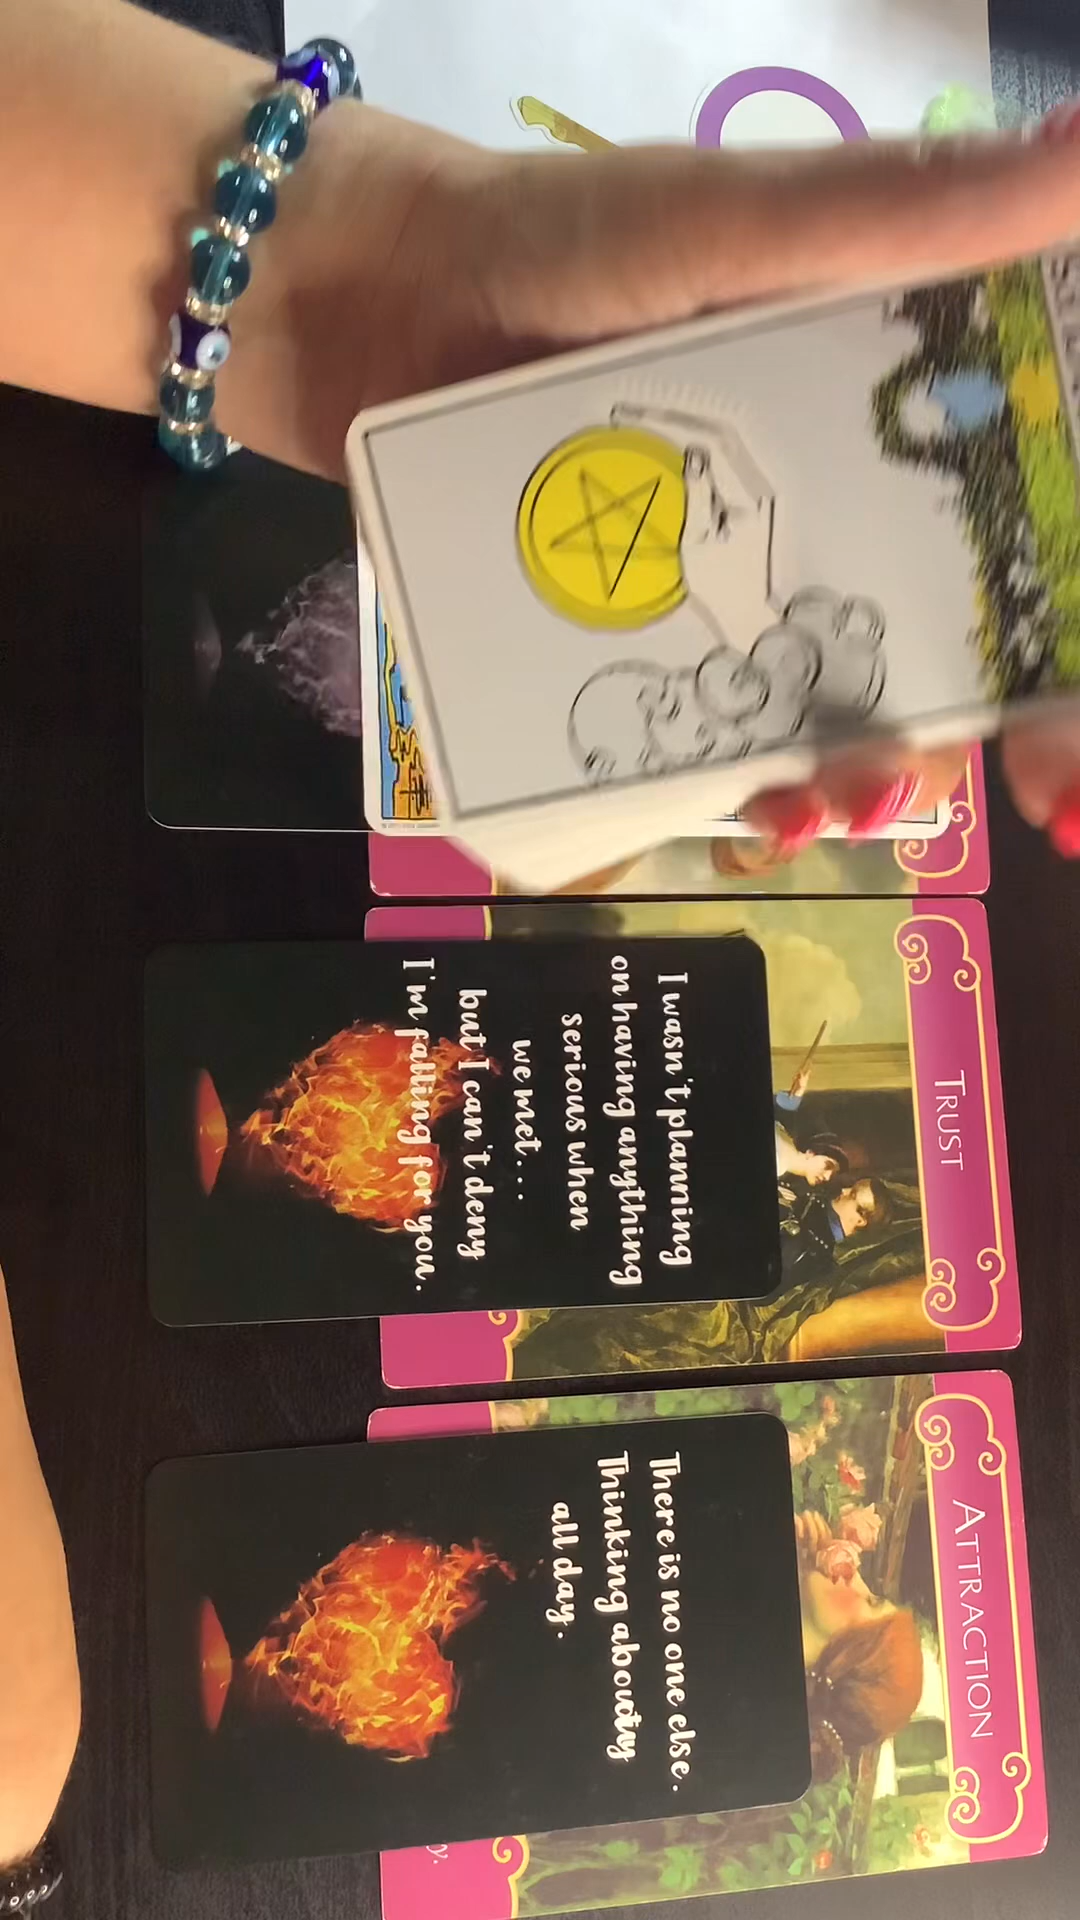 TRUST
I wasn't planning
on having anything
serious when
we met...
but I can't deny
I'm falling for you.
ATTRACTION
There is no one else.
Thinking about
all day.